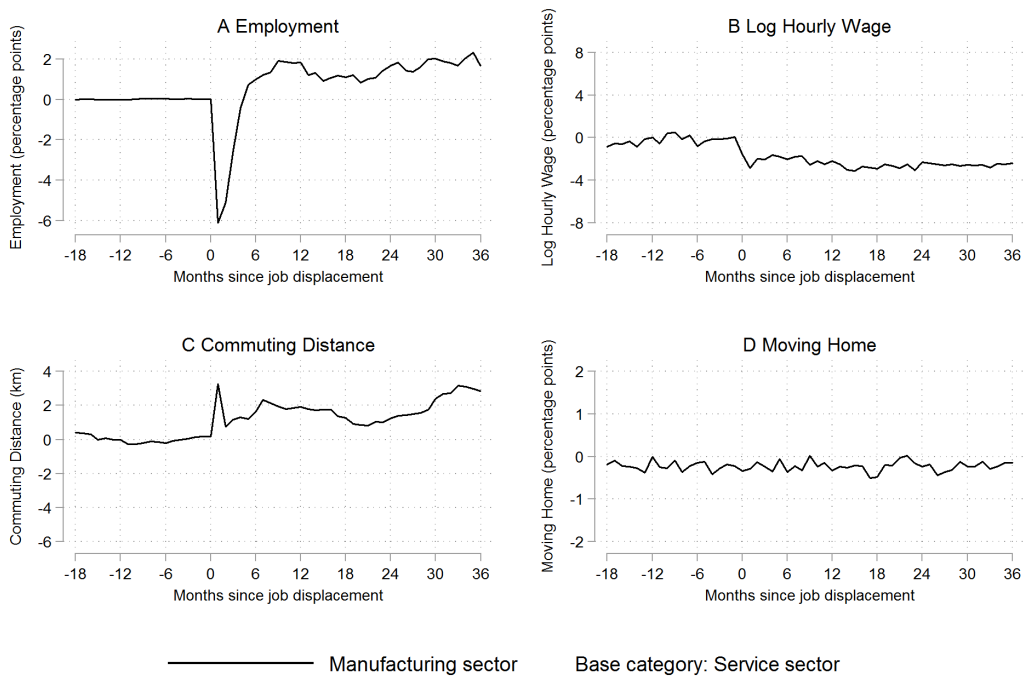 A Employment
Employment (percentage points)
2
0
-2
-4
-6
-18 -12 -6 0 6 12 18 24 30 36
Months since job displacement
B Log Hourly Wage
Log Hourly Wage (percentage points)
8
4
0
-4
-8
-18 -12 -6 0 6 12 18 24 30 36
Months since job displacement
C Commuting Distance
Commuting Distance (km)
4
2
0
-2
-4
-6
-18 -12 -6 0 6 12 18 24 30 36
Months since job displacement
D Moving Home
Moving Home (percentage points)
2
1
0
-1
-2
-18 -12 -6 0 6 12 18 24 30 36
Months since job displacement
Manufacturing sector Base category: Service sector